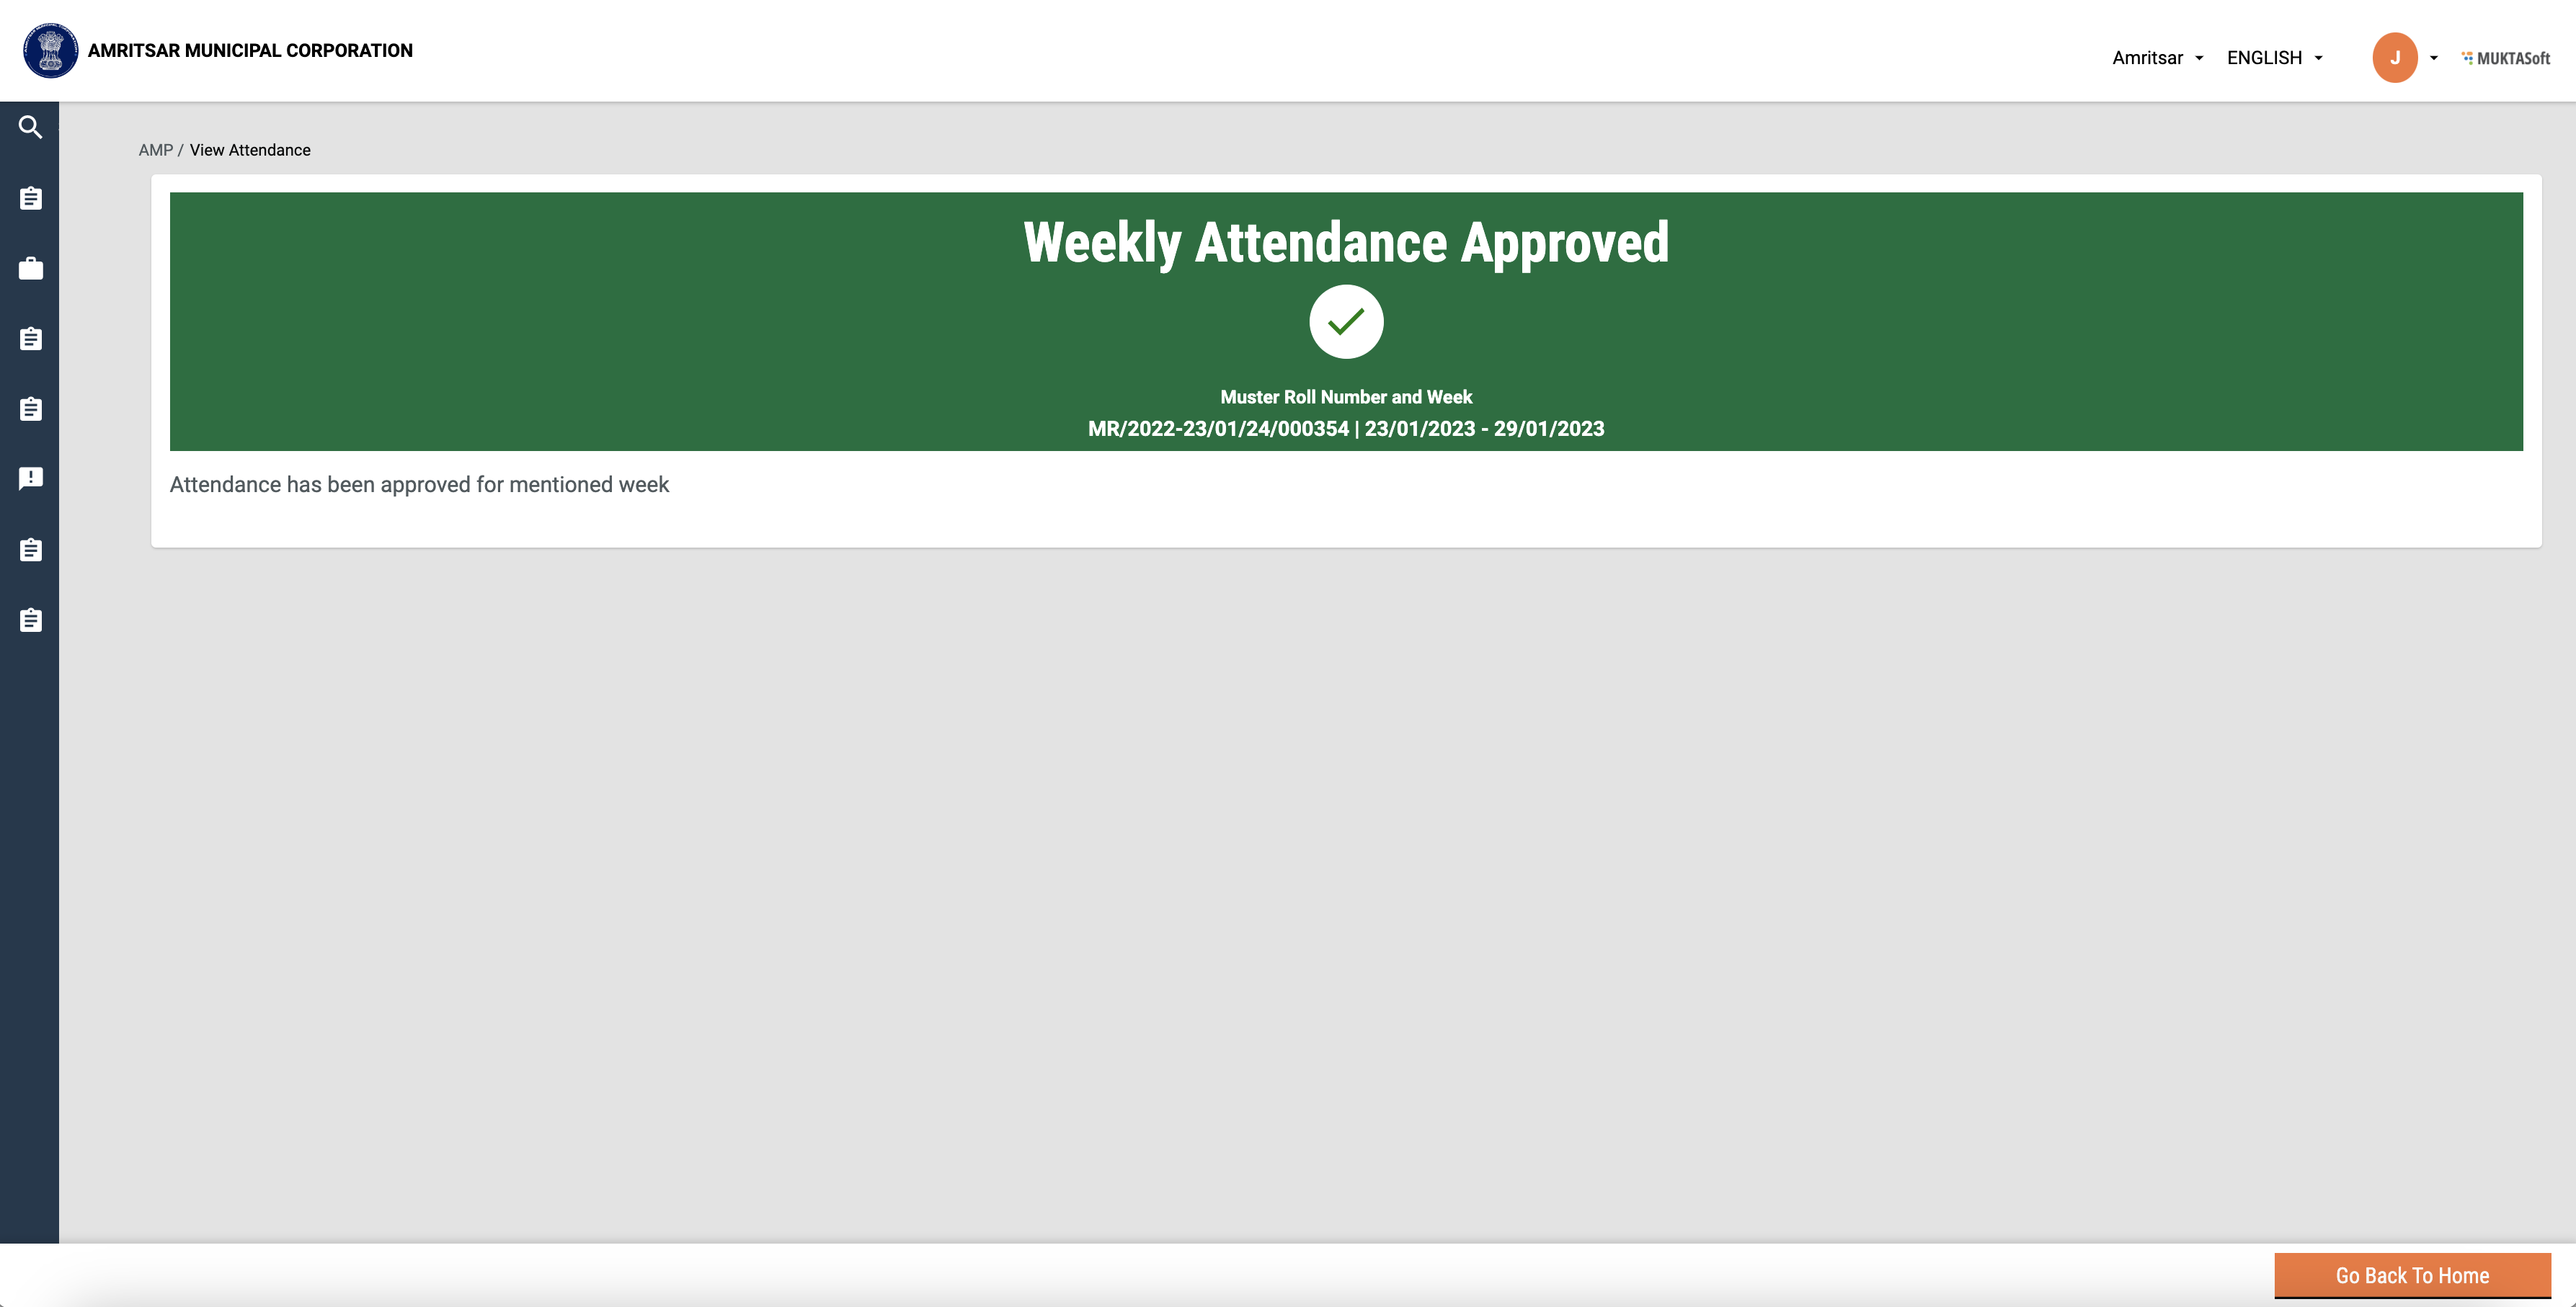 AMRITSAR MUNICIPAL CORPORATION
Amritsar
ENGLISH
J
MUKTASoft
AMP / View Attendance
Weekly Attendance Approved
Muster Roll Number and Week
MR/2022-23/01/24/000354 | 23/01/2023 - 29/01/2023
Attendance has been approved for mentioned week
Go Back To Home